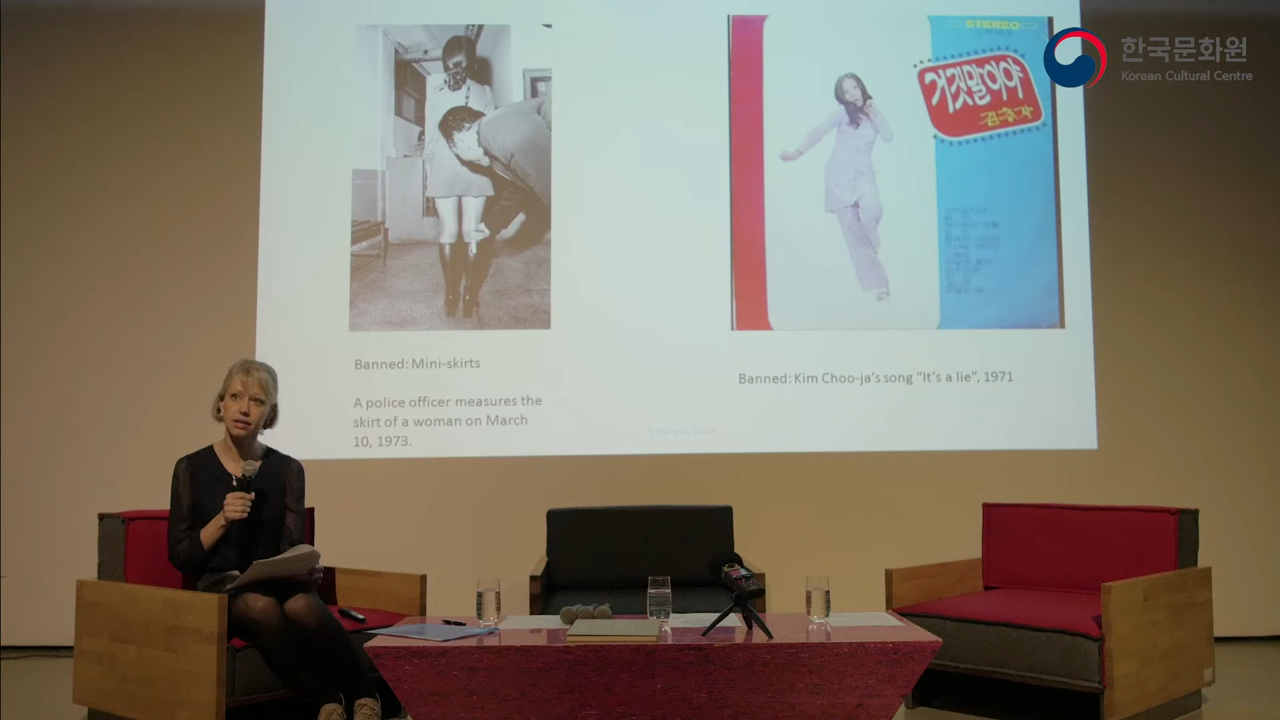 한국문화원
Korean Cultural Centre
STEREO
거짓말이야
김추자
Banned: Mini-skirts
A police officer measures the
skirt of a woman on March
10, 1973.
Banned: Kim Choo-ja's song "It's a lie", 1971